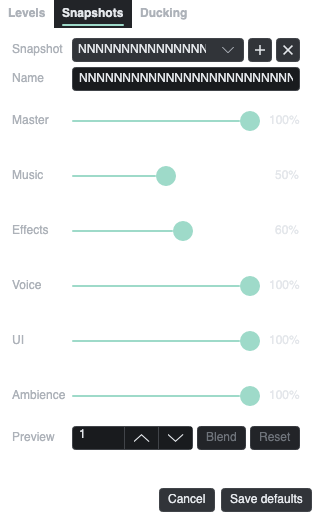 Levels Snapshots Ducking
Snapshot NNNNNNNNNNNNNNN
Name NNNNNNNNNNNNNNNNNNNNNNNNN
Master 100%
Music 50%
Effects 60%
Voice 100%
UI 100%
Ambience 100%
Preview 1 Blend Reset
Cancel Save defaults